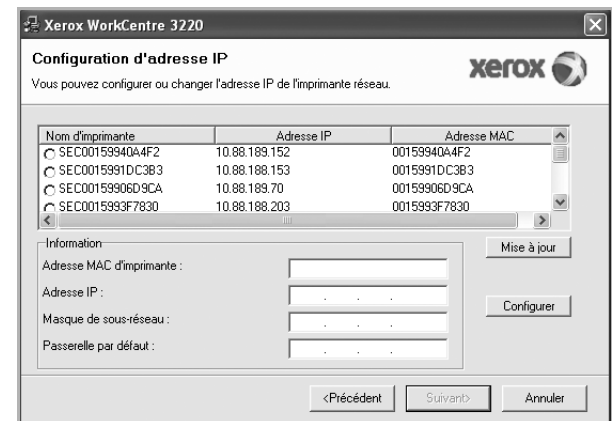 Xerox WorkCentre 3220
Configuration d'adresse IP
Vous pouvez configurer ou changer l'adresse IP de l'imprimante réseau.
xerox
Nom d'imprimante Adresse IP Adresse MAC
SEC00159940A4F2 10.88.189.152 00159940A4F2
SEC0015991DC3B3 10.88.188.153 0015991DC3B3
SEC00159906D9CA 10.88.189.70 00159906D9CA
SEC0015993F7830 10.88.188.203 0015993F7830
Information
Mise à jour
Adresse MAC d'imprimante :
Adresse IP :
Configurer
Masque de sous-réseau :
Passerelle par défaut :
<Précédent Suivant> Annuler